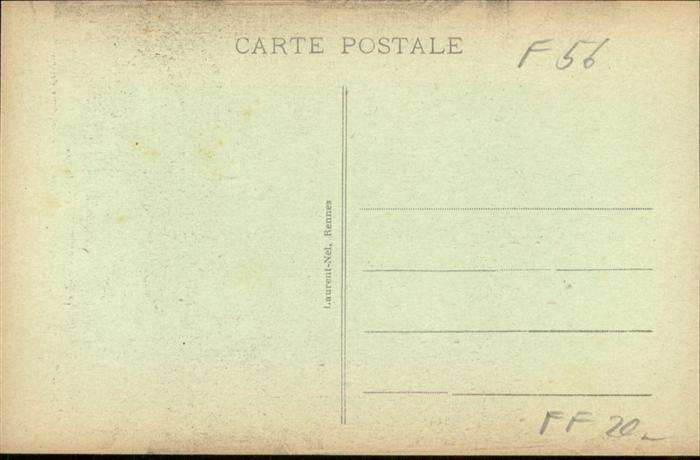 CARTE POSTALE
F 56
Laurent-Nel, Rennes
FF 20.-